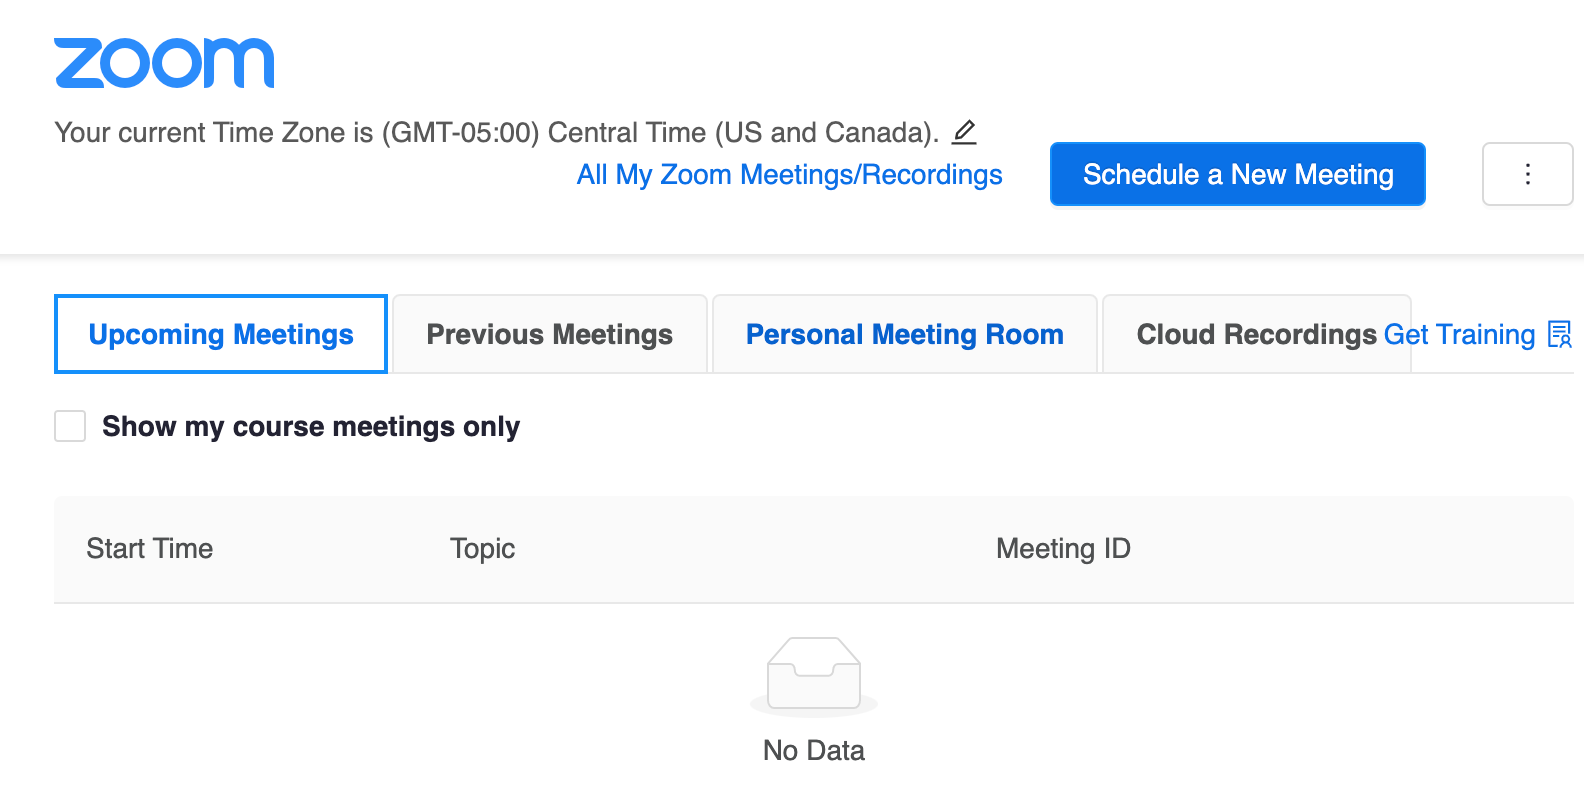 zoom
Your current Time Zone is (GMT-05:00) Central Time (US and Canada).
All My Zoom Meetings/Recordings
Schedule a New Meeting
Upcoming Meetings
Previous Meetings
Personal Meeting Room
Cloud Recordings
Get Training
Show my course meetings only
Start Time
Topic
Meeting ID
No Data